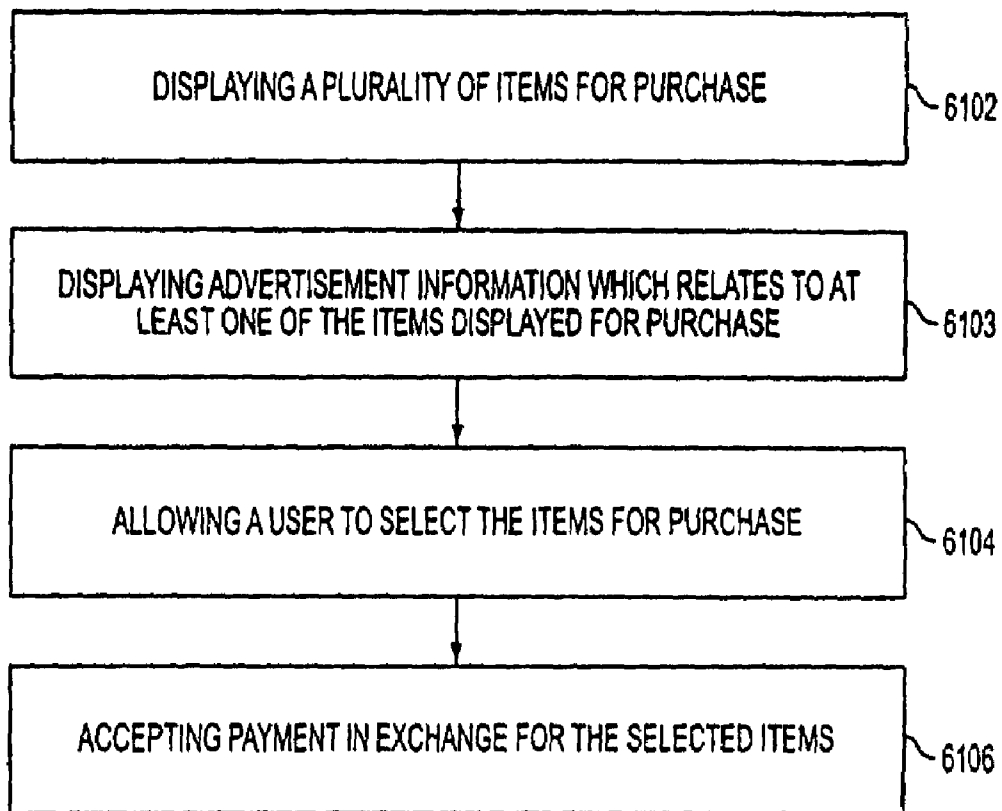 DISPLAYING A PLURALITY OF ITEMS FOR PURCHASE
6102
DISPLAYING ADVERTISEMENT INFORMATION WHICH RELATES TO AT
LEAST ONE OF THE ITEMS DISPLAYED FOR PURCHASE
6103
ALLOWING A USER TO SELECT THE ITEMS FOR PURCHASE
6104
ACCEPTING PAYMENT IN EXCHANGE FOR THE SELECTED ITEMS
6106